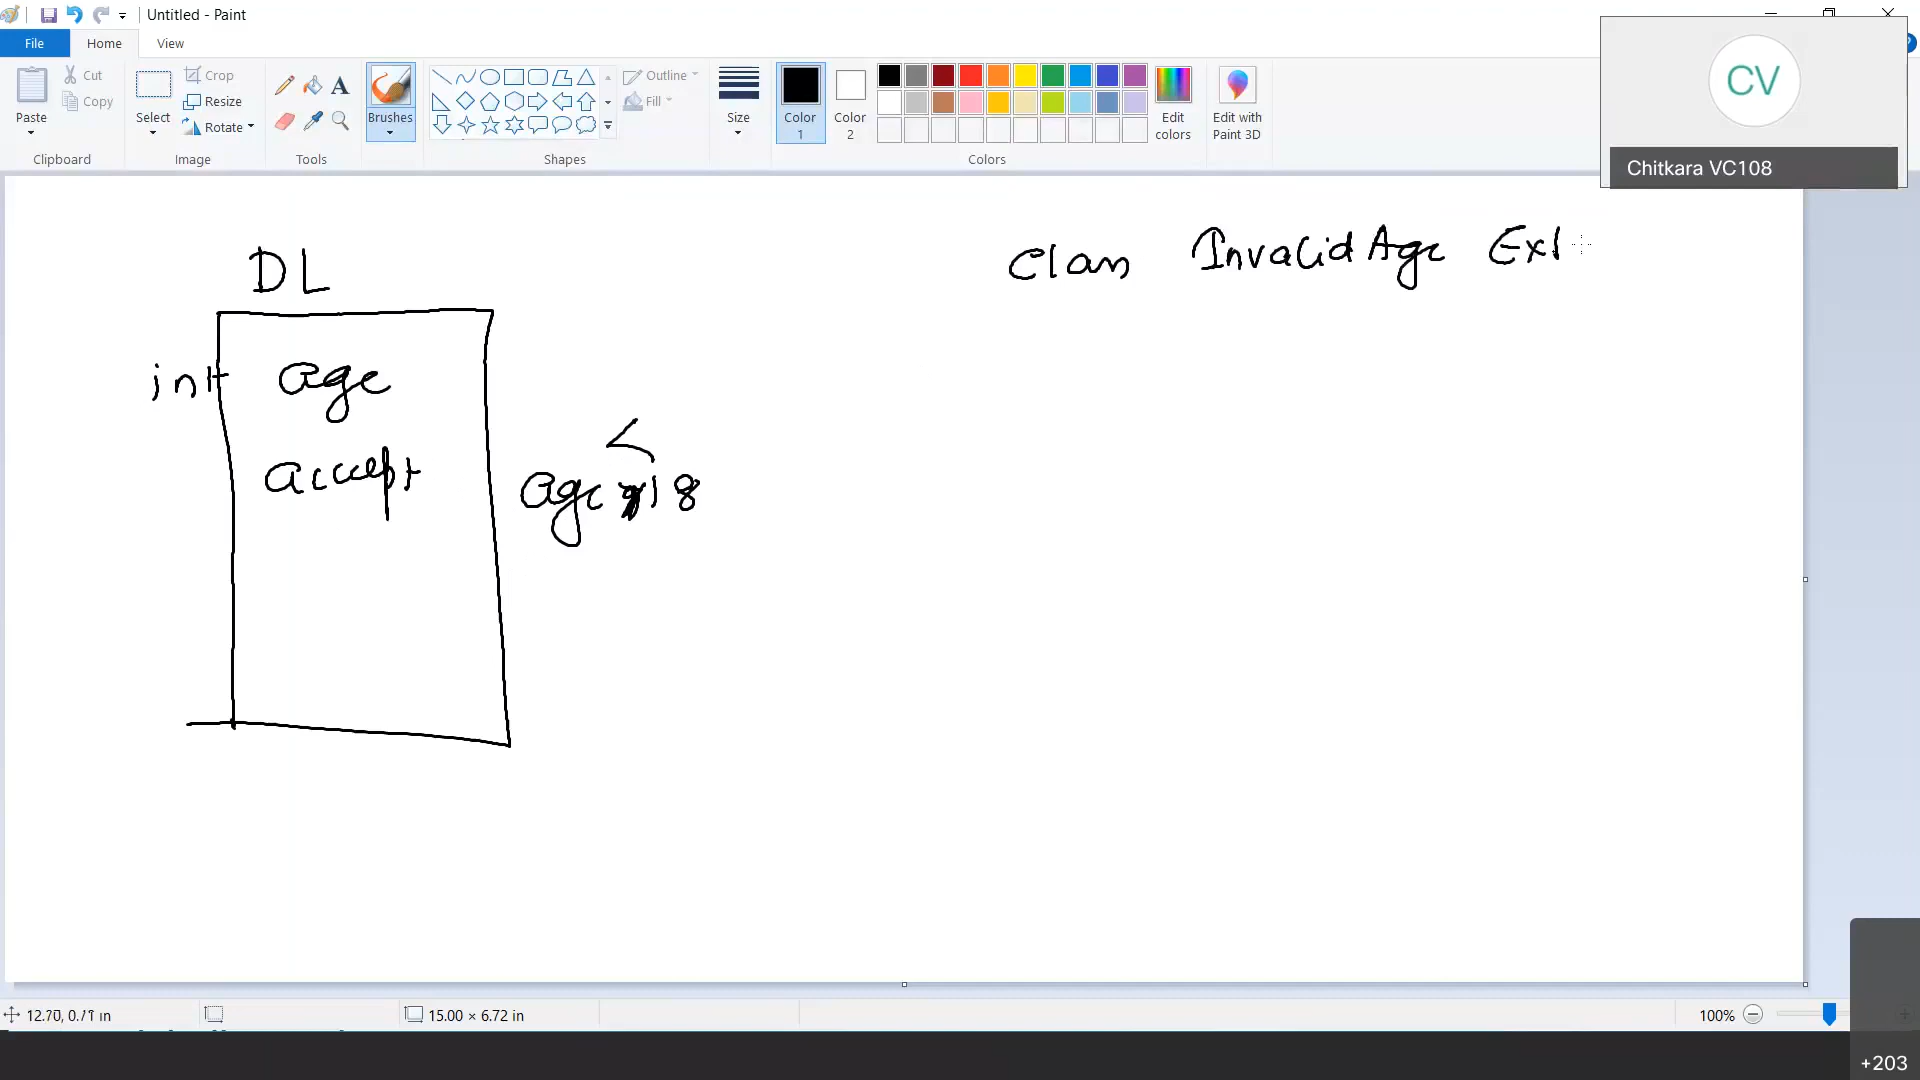 Untitled - Paint
File Home View
Paste
Cut
Copy
Clipboard
Select
Crop
Resize
Rotate
Image
Tools
Brushes
Shapes
Outline
Fill
Size
Color 1
Color 2
Colors
Edit colors
Edit with Paint 3D
CV
Chitkara VC108
DL
Class InvalidAge Ext
int age
accept
<
age 18
12.70, 0.71 in
15.00 × 6.72 in
100%
+203